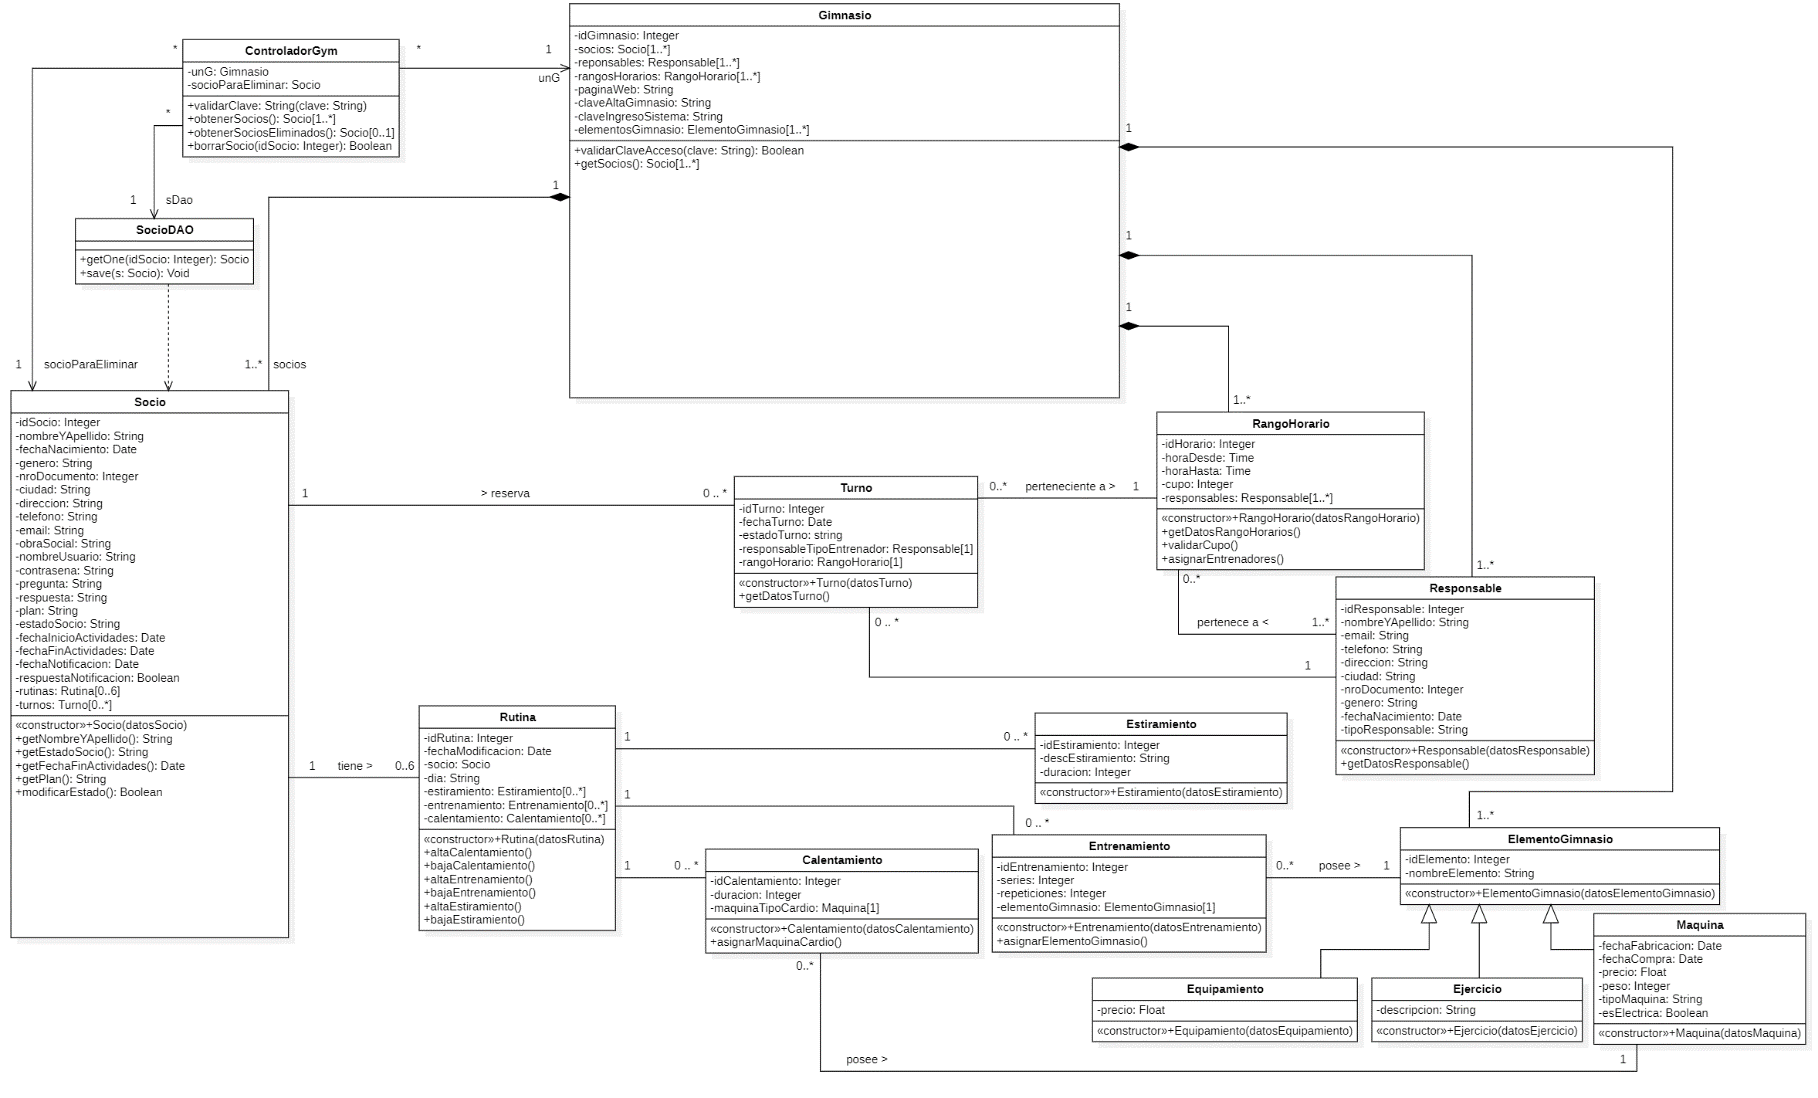 Gimnasio
-idGimnasio: Integer
-socios: Socio[1..*]
-reponsables: Responsable[1..*]
-rangosHorarios: RangoHorario[1..*]
-paginaWeb: String
-claveAltaGimnasio: String
-claveIngresoSistema: String
-elementosGimnasio: ElementoGimnasio[1..*]
+validarClaveAcceso(clave: String): Boolean
+getSocios(): Socio[1..*]
ControladorGym
-unG: Gimnasio
-socioParaEliminar: Socio
+validarClave: String(clave: String)
+obtenerSocios(): Socio[1..*]
+obtenerSociosEliminados(): Socio[0..1]
+borrarSocio(idSocio: Integer): Boolean
*
*
1
unG
*
1
sDao
1
1
1
1
SocioDAO
+getOne(idSocio: Integer): Socio
+save(s: Socio): Void
1
socioParaEliminar
1..*
socios
Socio
-idSocio: Integer
-nombreYApellido: String
-fechaNacimiento: Date
-genero: String
-nroDocumento: Integer
-ciudad: String
-direccion: String
-telefono: String
-email: String
-obraSocial: String
-nombreUsuario: String
-contrasena: String
-pregunta: String
-respuesta: String
-plan: String
-estadoSocio: String
-fechaInicioActividades: Date
-fechaFinActividades: Date
-fechaNotificacion: Date
-respuestaNotificacion: Boolean
-rutinas: Rutina[0..6]
-turnos: Turno[0..*]
«constructor»+Socio(datosSocio)
+getNombreYApellido(): String
+getEstadoSocio(): String
+getFechaFinActividades(): Date
+getPlan(): String
+modificarEstado(): Boolean
1
> reserva
0 .. *
Turno
-idTurno: Integer
-fechaTurno: Date
-estadoTurno: string
-responsableTipoEntrenador: Responsable[1]
-rangoHorario: RangoHorario[1]
«constructor»+Turno(datosTurno)
+getDatosTurno()
0..*
perteneciente a >
1
1..*
RangoHorario
-idHorario: Integer
-horaDesde: Time
-horaHasta: Time
-cupo: Integer
-responsables: Responsable[1..*]
«constructor»+RangoHorario(datosRangoHorario)
+getDatosRangoHorarios()
+validarCupo()
+asignarEntrenadores()
0..*
pertenece a <
1..*
0 .. *
1
1..*
Responsable
-idResponsable: Integer
-nombreYApellido: String
-email: String
-telefono: String
-direccion: String
-ciudad: String
-nroDocumento: Integer
-genero: String
-fechaNacimiento: Date
-tipoResponsable: String
«constructor»+Responsable(datosResponsable)
+getDatosResponsable()
1
tiene >
0..6
Rutina
-idRutina: Integer
-fechaModificacion: Date
-socio: Socio
-dia: String
-estiramiento: Estiramiento[0..*]
-entrenamiento: Entrenamiento[0..*]
-calentamiento: Calentamiento[0..*]
«constructor»+Rutina(datosRutina)
+altaCalentamiento()
+bajaCalentamiento()
+altaEntrenamiento()
+bajaEntrenamiento()
+altaEstiramiento()
+bajaEstiramiento()
1
0 .. *
1
0 .. *
1
0 .. *
Estiramiento
-idEstiramiento: Integer
-descEstiramiento: String
-duracion: Integer
«constructor»+Estiramiento(datosEstiramiento)
Calentamiento
-idCalentamiento: Integer
-duracion: Integer
-maquinaTipoCardio: Maquina[1]
«constructor»+Calentamiento(datosCalentamiento)
+asignarMaquinaCardio()
0..*
Entrenamiento
-idEntrenamiento: Integer
-series: Integer
-repeticiones: Integer
-elementoGimnasio: ElementoGimnasio[1]
«constructor»+Entrenamiento(datosEntrenamiento)
+asignarElementoGimnasio()
0..*
posee >
1
1..*
ElementoGimnasio
-idElemento: Integer
-nombreElemento: String
«constructor»+ElementoGimnasio(datosElementoGimnasio)
Maquina
-fechaFabricacion: Date
-fechaCompra: Date
-precio: Float
-peso: Integer
-tipoMaquina: String
-esElectrica: Boolean
«constructor»+Maquina(datosMaquina)
Equipamiento
-precio: Float
«constructor»+Equipamiento(datosEquipamiento)
Ejercicio
-descripcion: String
«constructor»+Ejercicio(datosEjercicio)
posee >
1